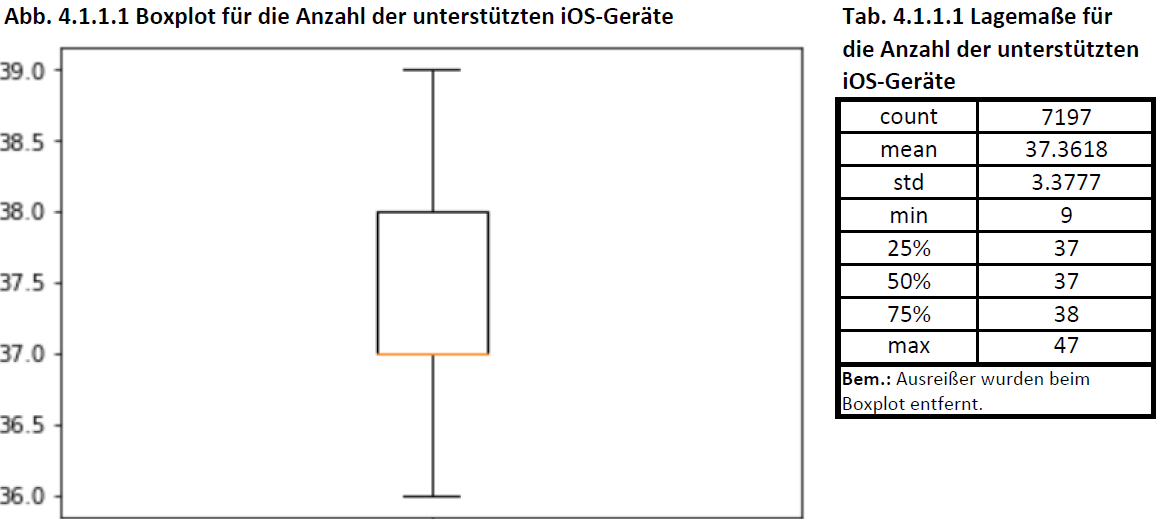 Abb. 4.1.1.1 Boxplot für die Anzahl der unterstützten iOS-Geräte
39.0
38.5
38.0
37.5
37.0
36.5
36.0
Tab. 4.1.1.1 Lagemaße für
die Anzahl der unterstützten
iOS-Geräte
count 7197
mean 37.3618
std 3.3777
min 9
25% 37
50% 37
75% 38
max 47
Bem.: Ausreißer wurden beim
Boxplot entfernt.